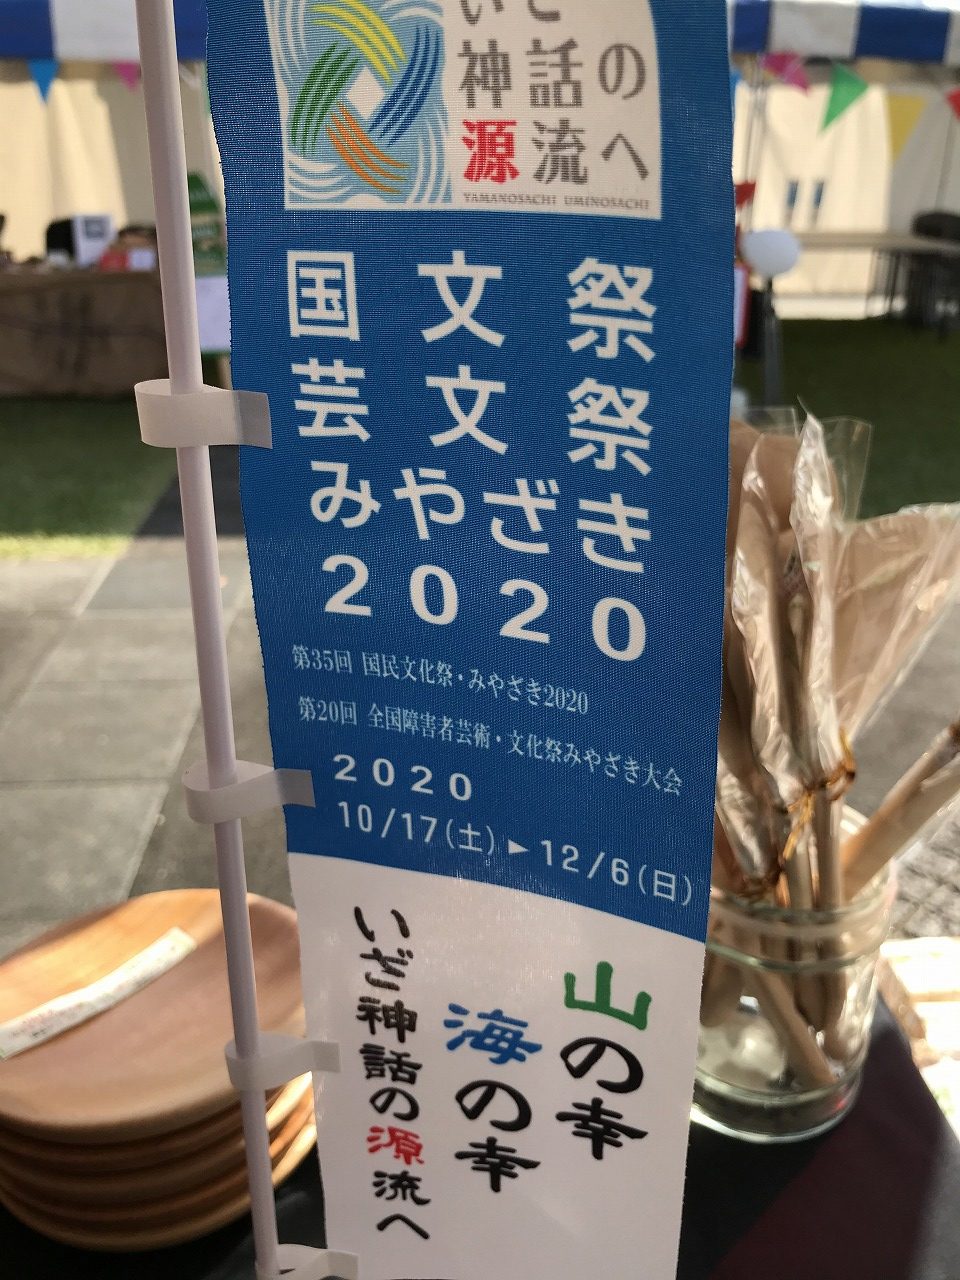 神話の
源流へ
YAMANOSACHI UMINOSACHI
国文祭
芸文祭
みやざき
2020
第35回 国民文化祭・みやざき2020
第20回 全国障害者芸術・文化祭みやざき大会
2020
10/17(土)▶12/6(日)
山の幸
海の幸
いざ神話の源流へ